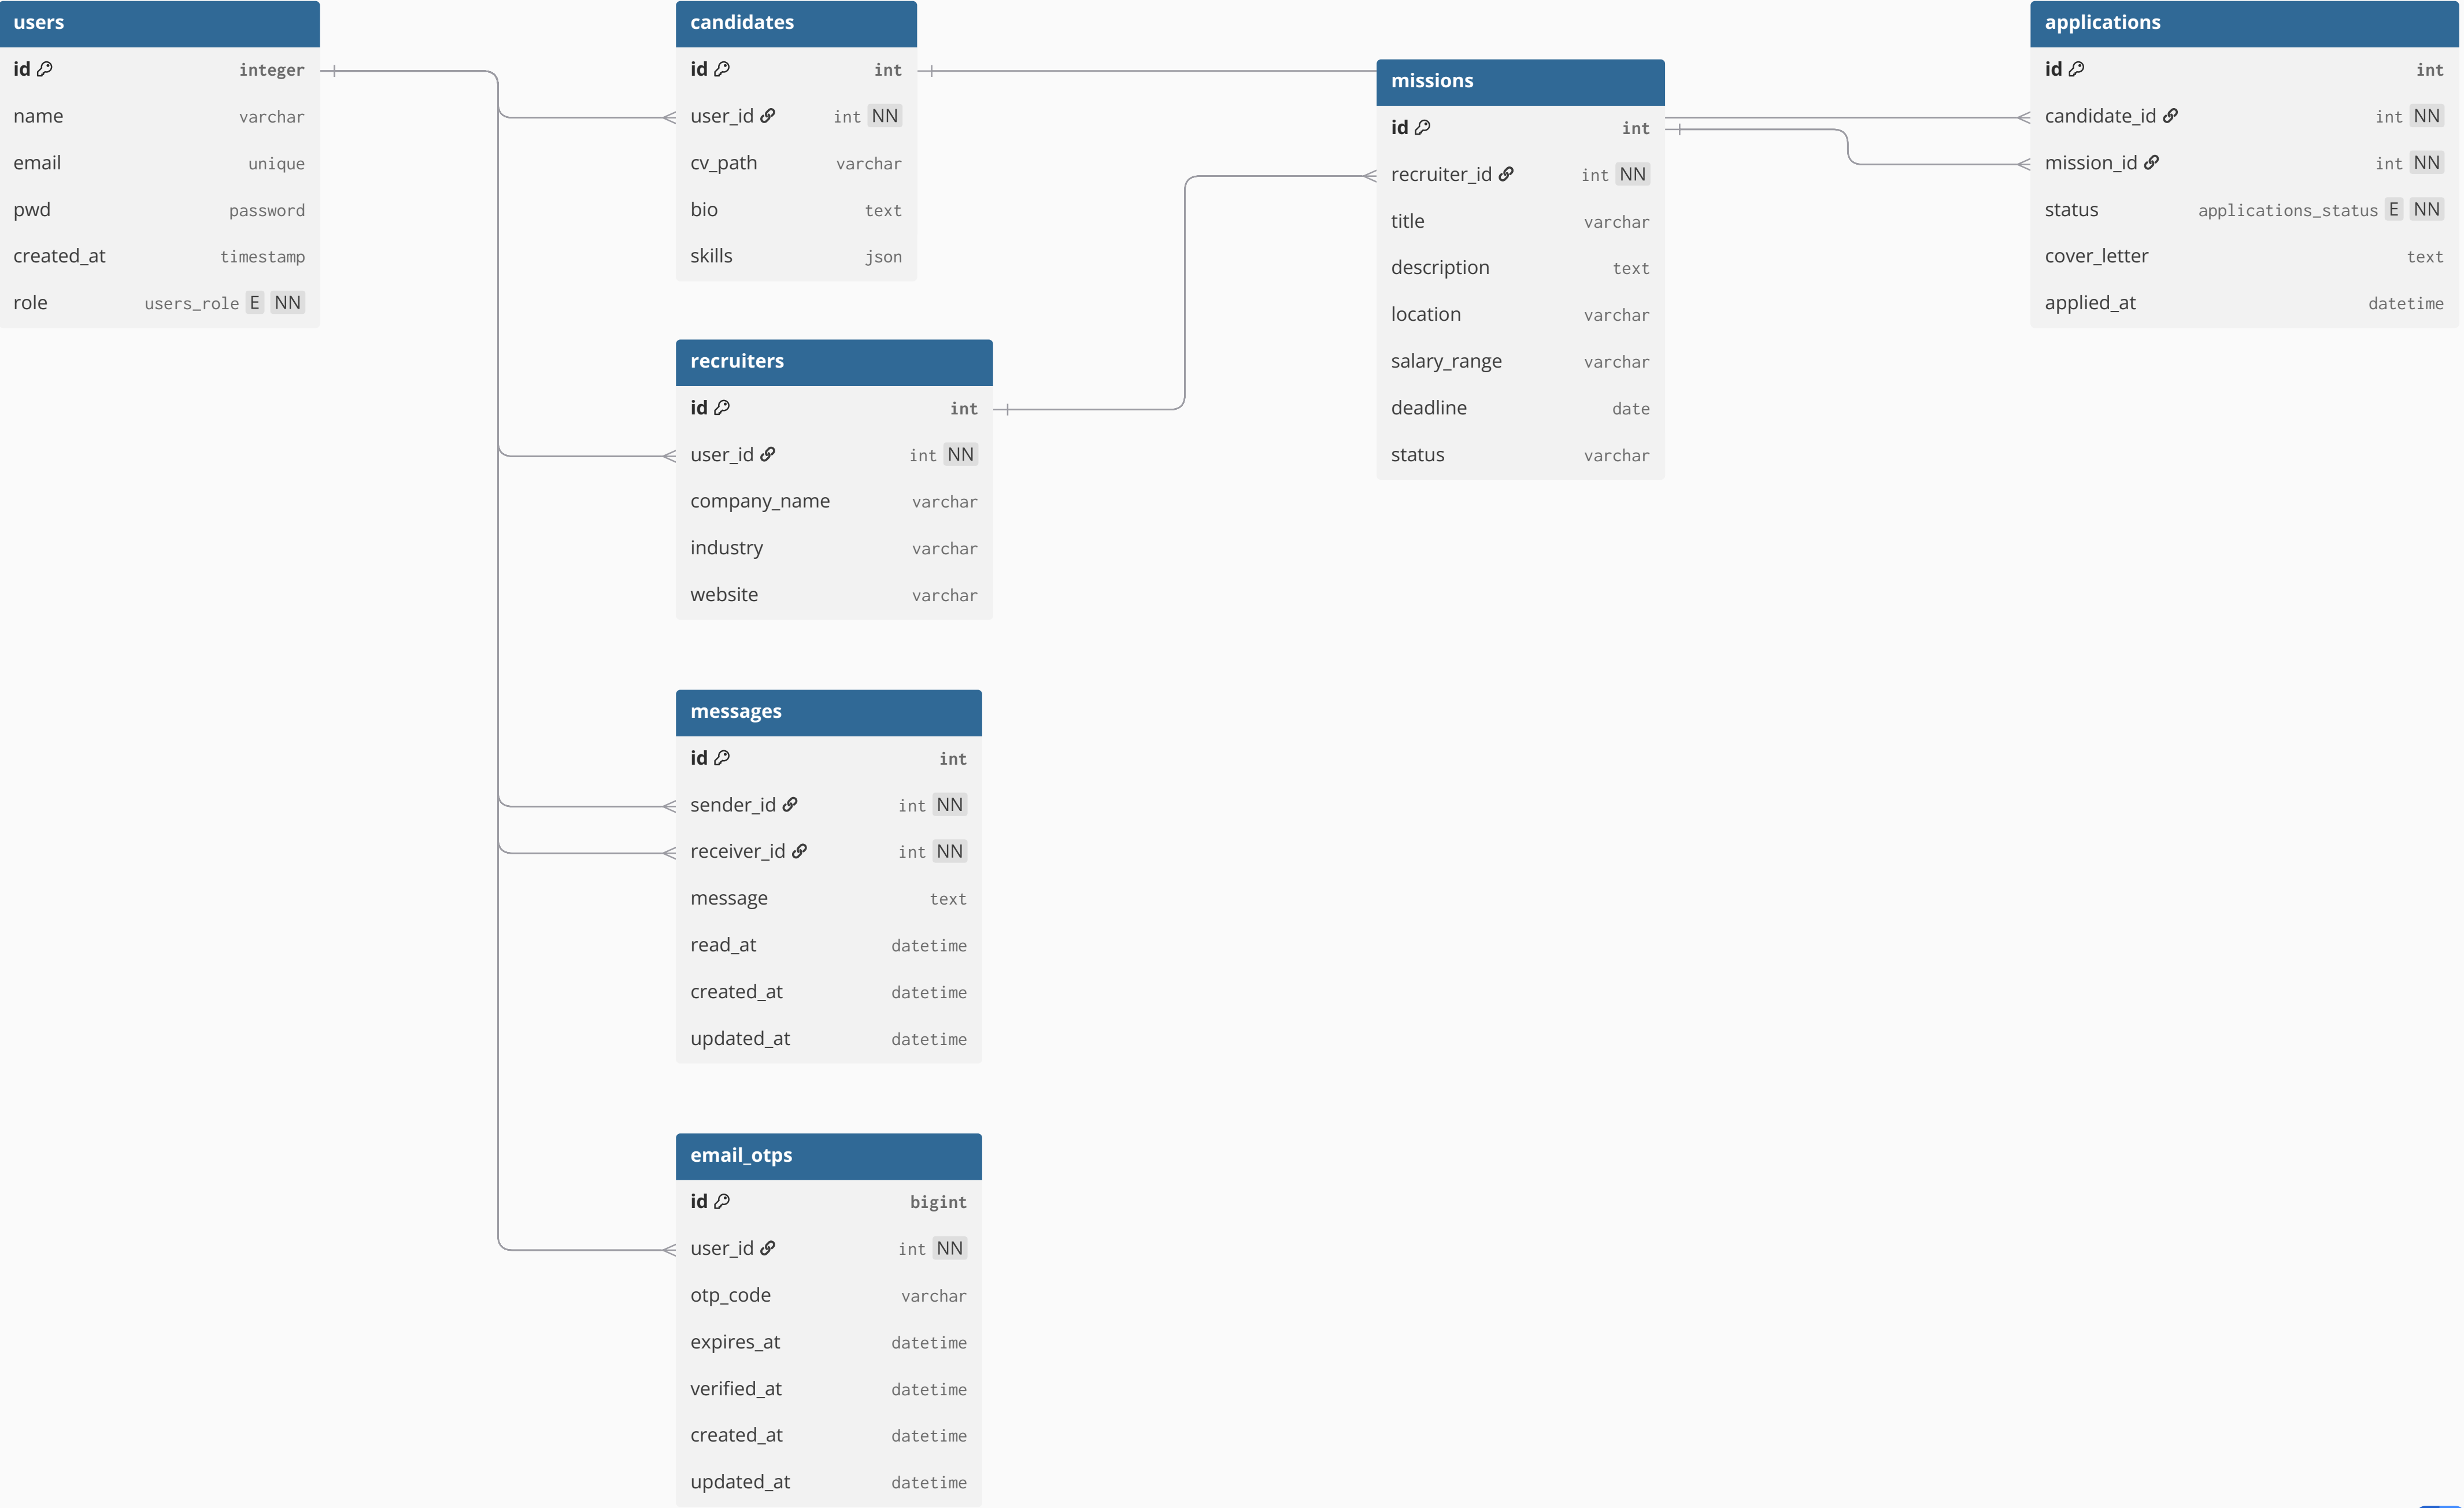 users
id integer
name varchar
email unique
pwd password
created_at timestamp
role users_role E NN
candidates
id int
user_id int NN
cv_path varchar
bio text
skills json
recruiters
id int
user_id int NN
company_name varchar
industry varchar
website varchar
messages
id int
sender_id int NN
receiver_id int NN
message text
read_at datetime
created_at datetime
updated_at datetime
email_otps
id bigint
user_id int NN
otp_code varchar
expires_at datetime
verified_at datetime
created_at datetime
updated_at datetime
missions
id int
recruiter_id int NN
title varchar
description text
location varchar
salary_range varchar
deadline date
status varchar
applications
id int
candidate_id int NN
mission_id int NN
status applications_status E NN
cover_letter text
applied_at datetime